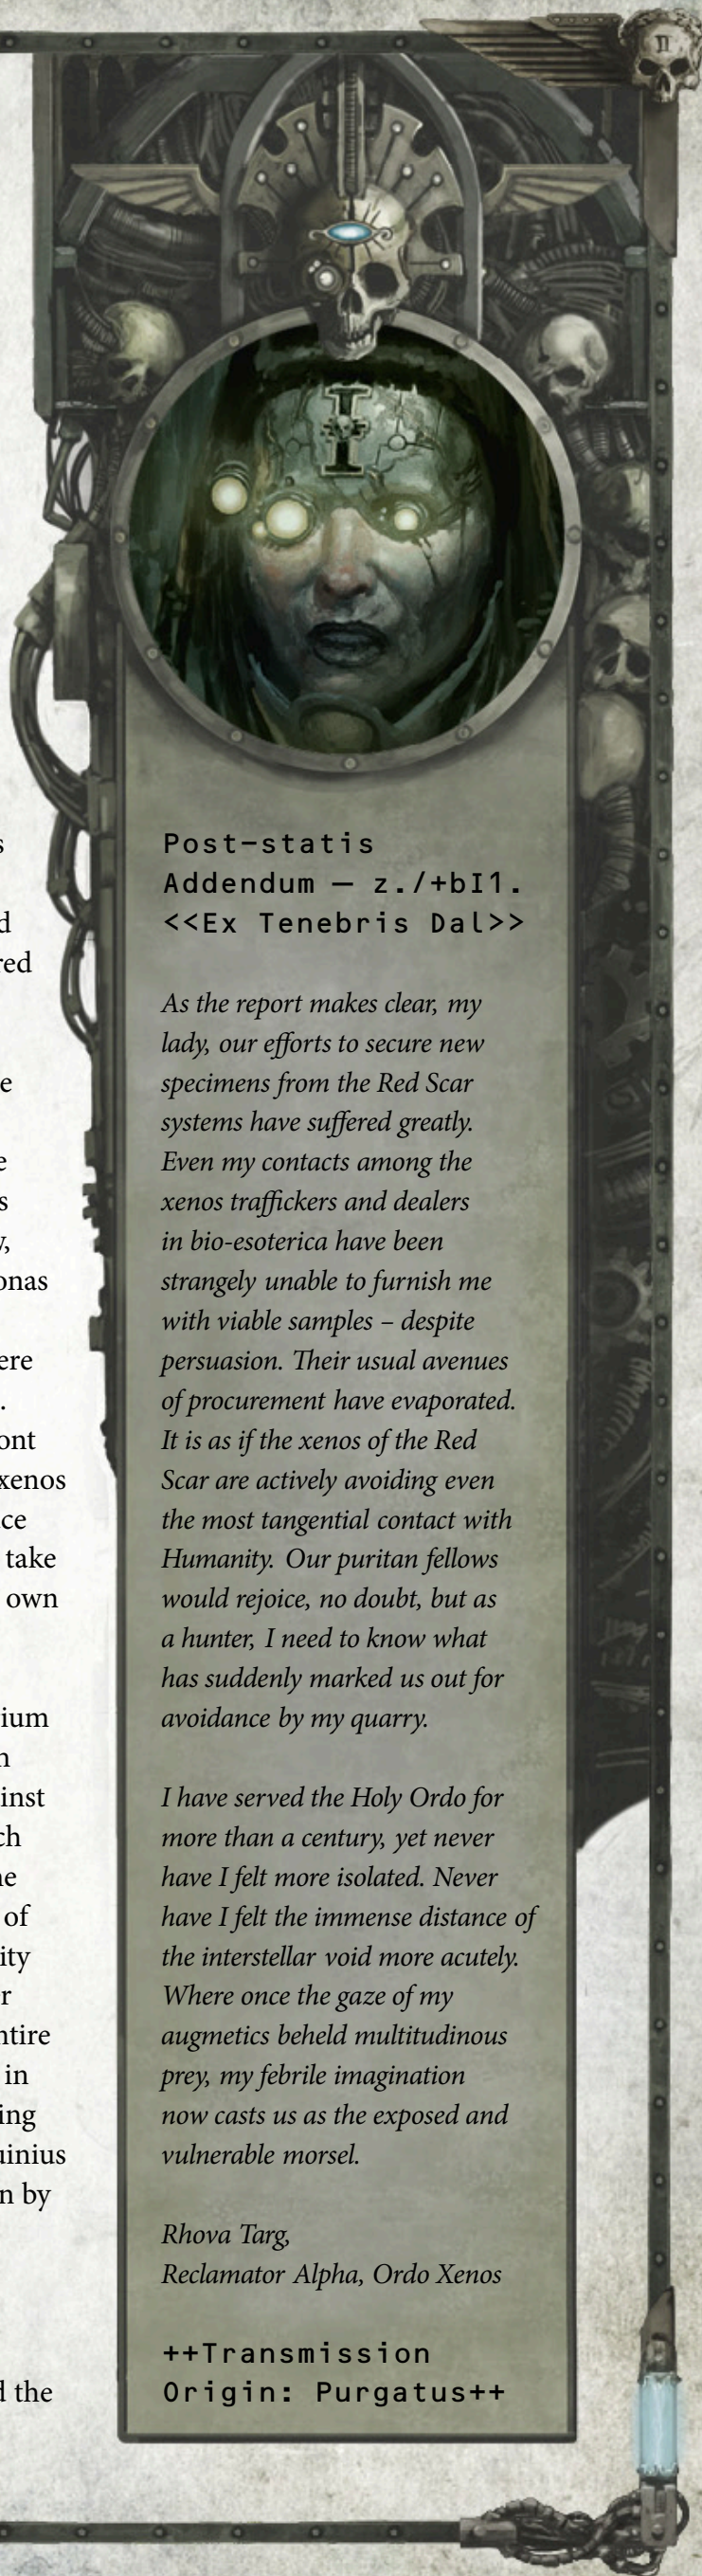 Post-statis
Addendum — z./+bI1.
<<Ex Tenebris Dal>>
As the report makes clear, my
lady, our efforts to secure new
specimens from the Red Scar
systems have suffered greatly.
Even my contacts among the
xenos traffickers and dealers
in bio-esoterica have been
strangely unable to furnish me
with viable samples – despite
persuasion. Their usual avenues
of procurement have evaporated.
It is as if the xenos of the Red
Scar are actively avoiding even
the most tangential contact with
Humanity. Our puritan fellows
would rejoice, no doubt, but as
a hunter, I need to know what
has suddenly marked us out for
avoidance by my quarry.
I have served the Holy Ordo for
more than a century, yet never
have I felt more isolated. Never
have I felt the immense distance of
the interstellar void more acutely.
Where once the gaze of my
augmetics beheld multitudinous
prey, my febrile imagination
now casts us as the exposed and
vulnerable morsel.
Rhova Targ,
Reclamator Alpha, Ordo Xenos
++Transmission
Origin: Purgatus++
xenos
take
own
of
in
by
the